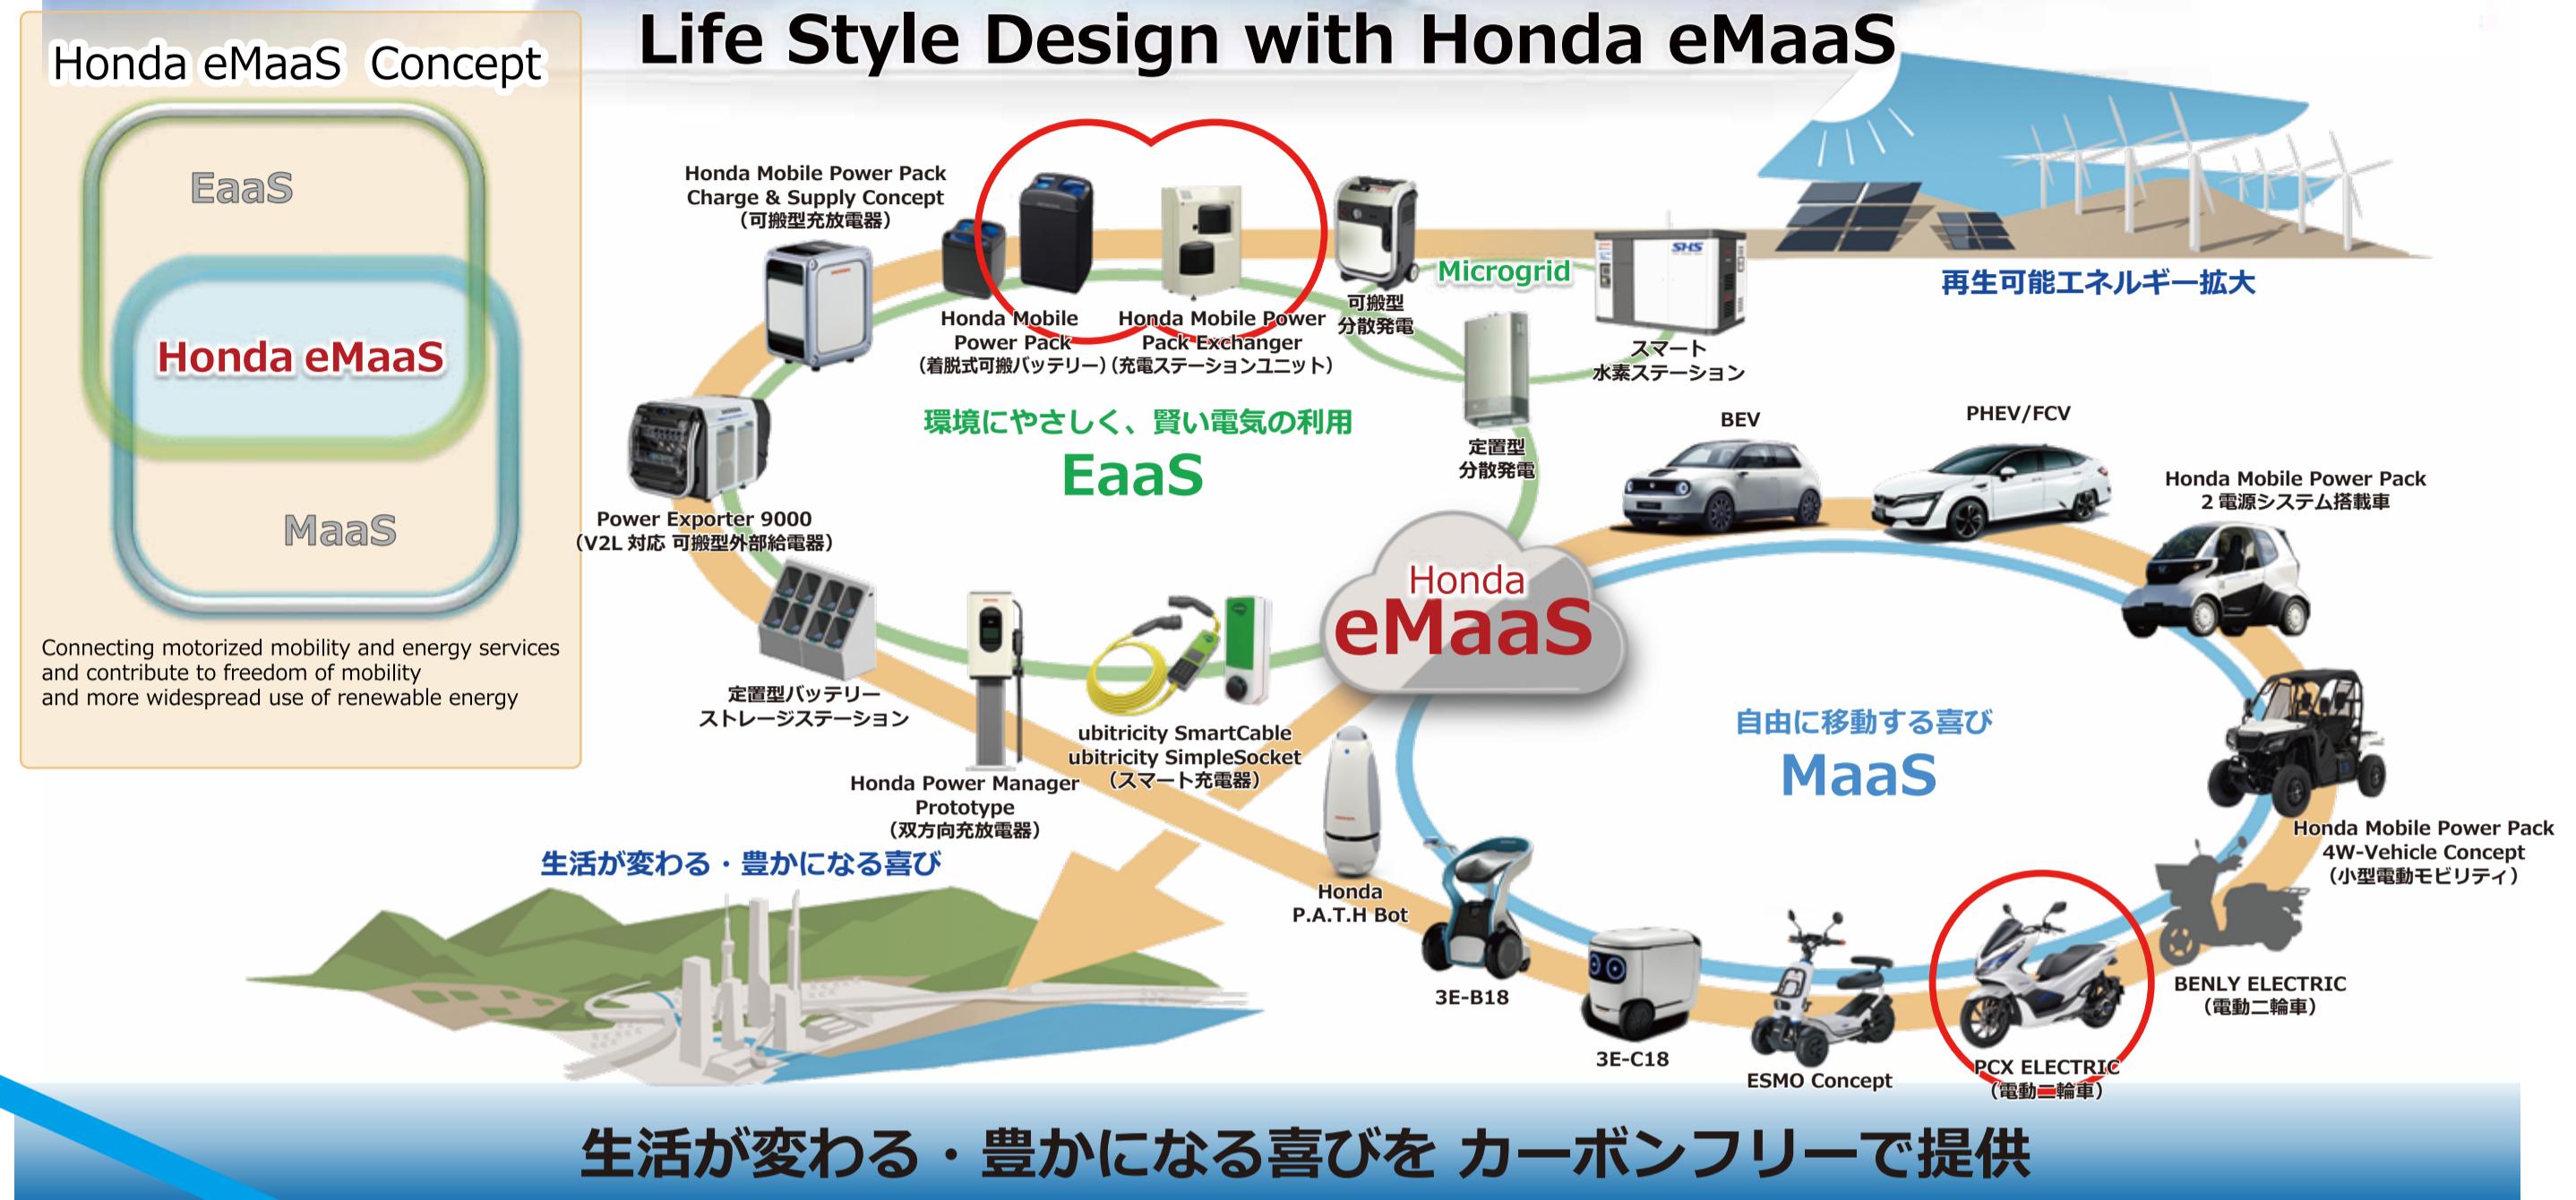 Life Style Design with Honda eMaaS
Honda eMaaS Concept
EaaS
Honda eMaaS
MaaS
Connecting motorized mobility and energy services
and contribute to freedom of mobility
and more widespread use of renewable energy
Honda Mobile Power Pack
Charge & Supply Concept
（可搬型充放電器）
Honda Mobile
Power Pack
（着脱式可搬バッテリー）
Honda Mobile Power
Pack Exchanger
（充電ステーションユニット）
可搬型
分散発電
Microgrid
SHS
スマート
水素ステーション
再生可能エネルギー拡大
定置型
分散発電
環境にやさしく、賢い電気の利用
EaaS
Power Exporter 9000
（V2L 対応 可搬型外部給電器）
定置型バッテリー
ストレージステーション
Honda Power Manager
Prototype
（双方向充放電器）
ubitricity SmartCable
ubitricity SimpleSocket
（スマート充電器）
Honda
eMaaS
BEV
PHEV/FCV
Honda Mobile Power Pack
2 電源システム搭載車
自由に移動する喜び
MaaS
Honda Mobile Power Pack
4W-Vehicle Concept
（小型電動モビリティ）
BENLY ELECTRIC
（電動二輪車）
PCX ELECTRIC
（電動二輪車）
ESMO Concept
3E-C18
3E-B18
Honda
P.A.T.H Bot
生活が変わる・豊かになる喜び
生活が変わる・豊かになる喜びを カーボンフリーで提供